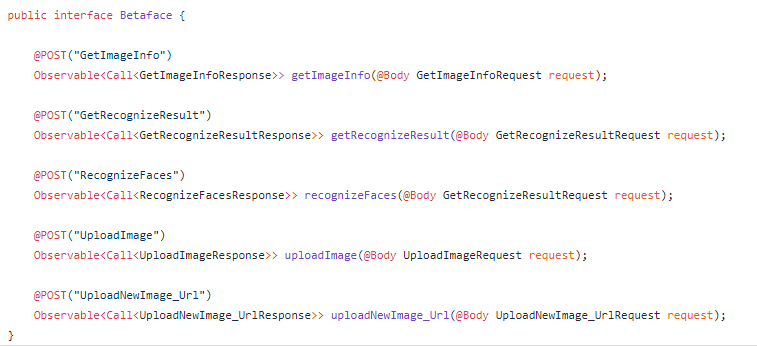 public interface Betaface {
@POST("GetImageInfo")
Observable<Call<GetImageInfoResponse>> getImageInfo(@Body GetImageInfoRequest request);
@POST("GetRecognizeResult")
Observable<Call<GetRecognizeResultResponse>> getRecognizeResult(@Body GetRecognizeResultRequest request);
@POST("RecognizeFaces")
Observable<Call<RecognizeFacesResponse>> recognizeFaces(@Body GetRecognizeResultRequest request);
@POST("UploadImage")
Observable<Call<UploadImageResponse>> uploadImage(@Body UploadImageRequest request);
@POST("UploadNewImage_Url")
Observable<Call<UploadNewImage_UrlResponse>> uploadNewImage_Url(@Body UploadNewImage_UrlRequest request);
}